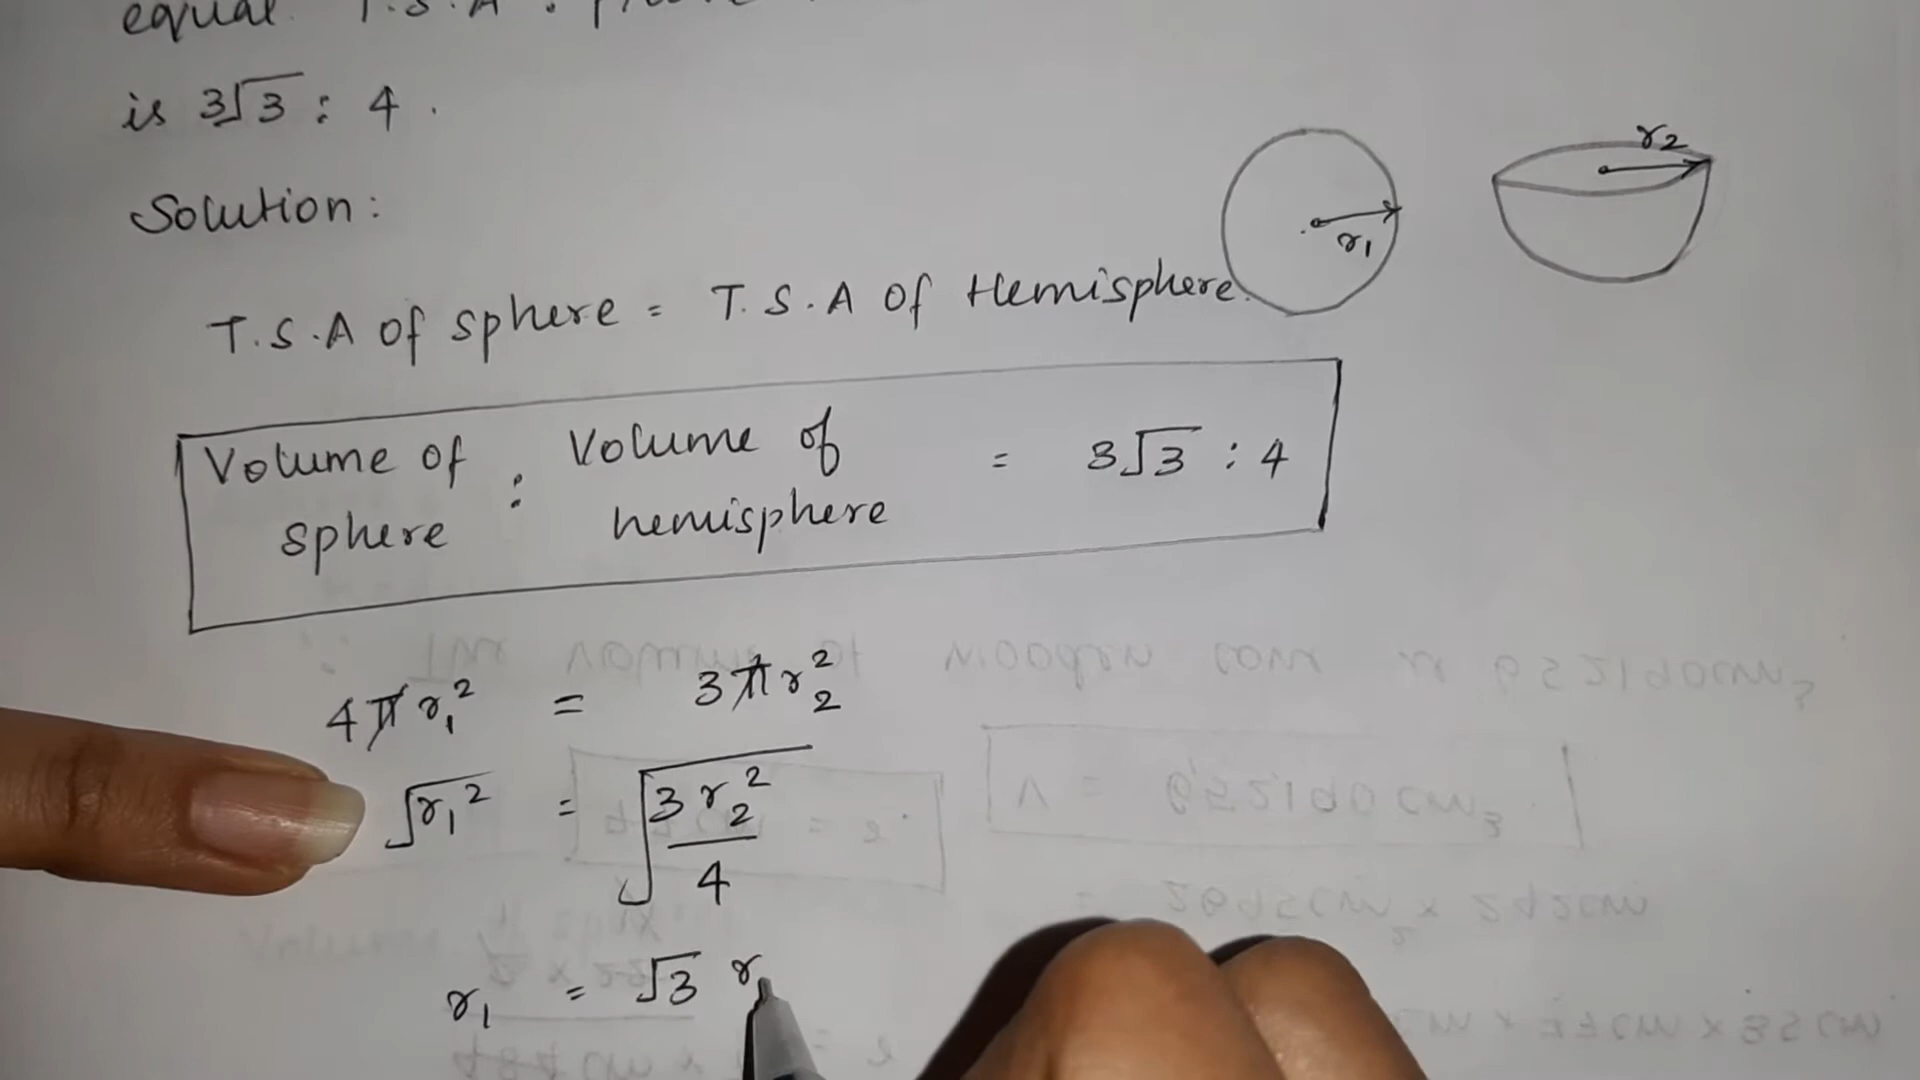 equal T.S.A.
is 3√3 : 4 .
Solution :
r2
r1
T.S.A of sphere = T.S.A of Hemisphere.
Volume of sphere : Volume of hemisphere = 3√3 : 4
4πr₁² = 3πr₂²
√r₁² = √3r₂²/4
r₁ = √3 r